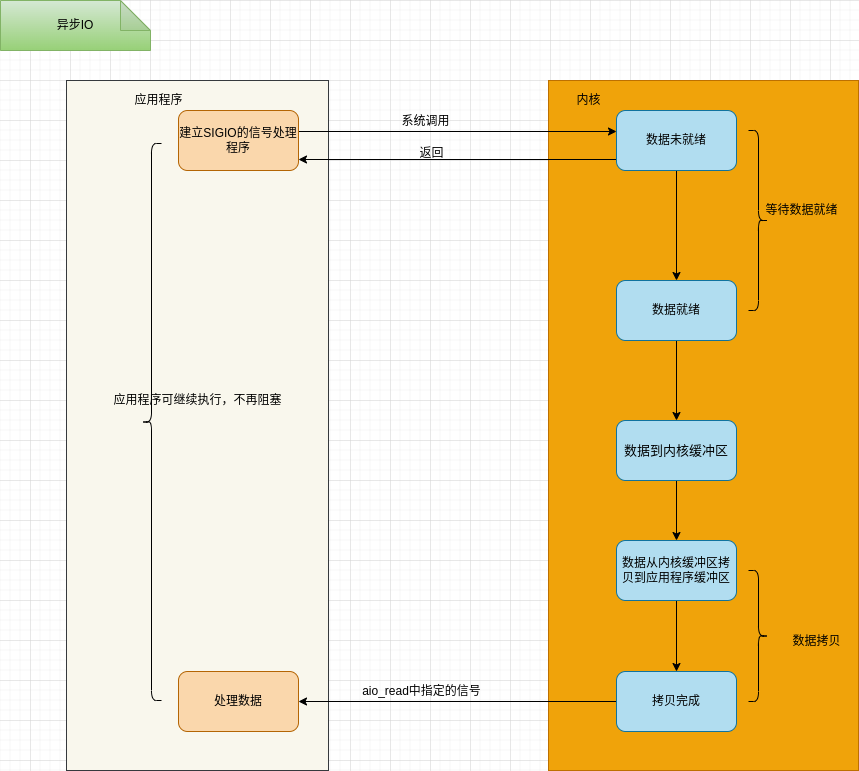 异步IO
应用程序
内核
建立SIGIO的信号处理
程序
系统调用
返回
数据未就绪
等待数据就绪
数据就绪
应用程序可继续执行，不再阻塞
数据到内核缓冲区
数据从内核缓冲区拷
贝到应用程序缓冲区
数据拷贝
处理数据
aio_read中指定的信号
拷贝完成